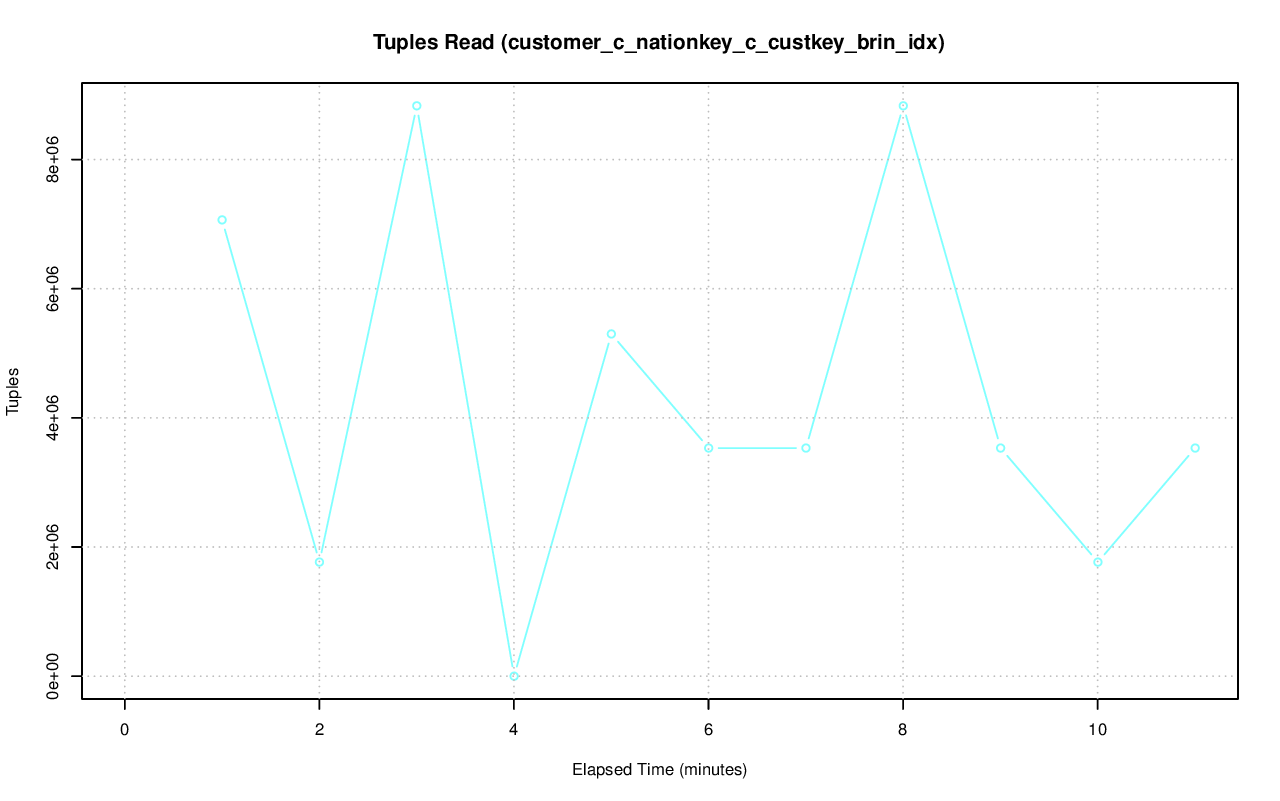 Tuples Read (customer_c_nationkey_c_custkey_brin_idx)
Tuples
8e+06
6e+06
4e+06
2e+06
0e+00
0 2 4 6 8 10
Elapsed Time (minutes)